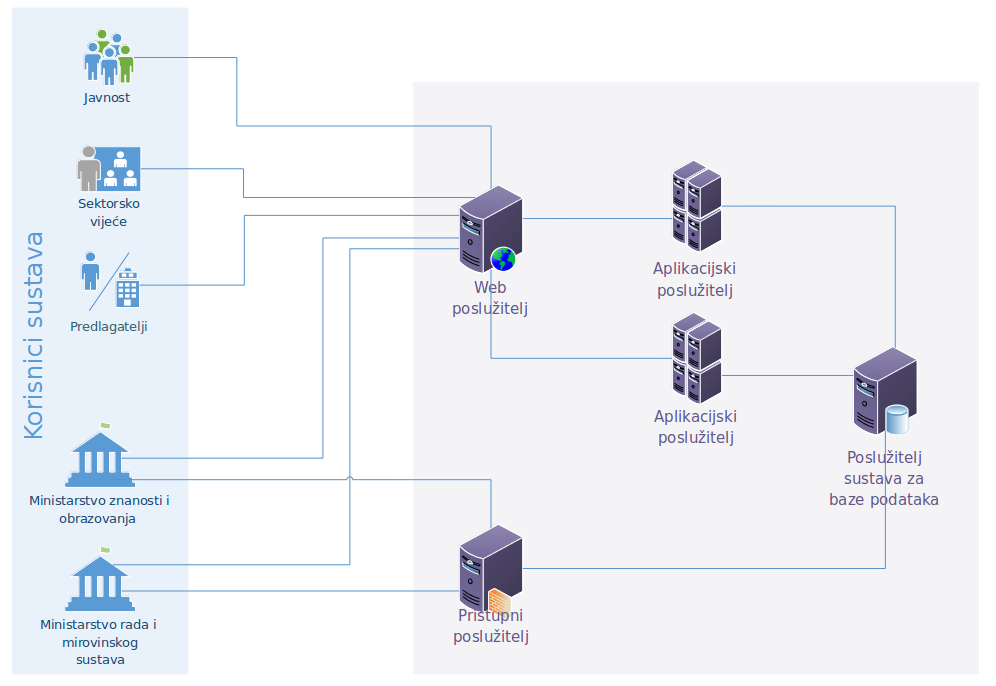 Korisnici sustava
Javnost
Sektorsko
vijeće
Predlagatelji
Ministarstvo znanosti i
obrazovanja
Ministarstvo rada i
mirovinskog
sustava
Web
poslužitelj
Pristupni
poslužitelj
Aplikacijski
poslužitelj
Aplikacijski
poslužitelj
Poslužitelj
sustava za
baze podataka